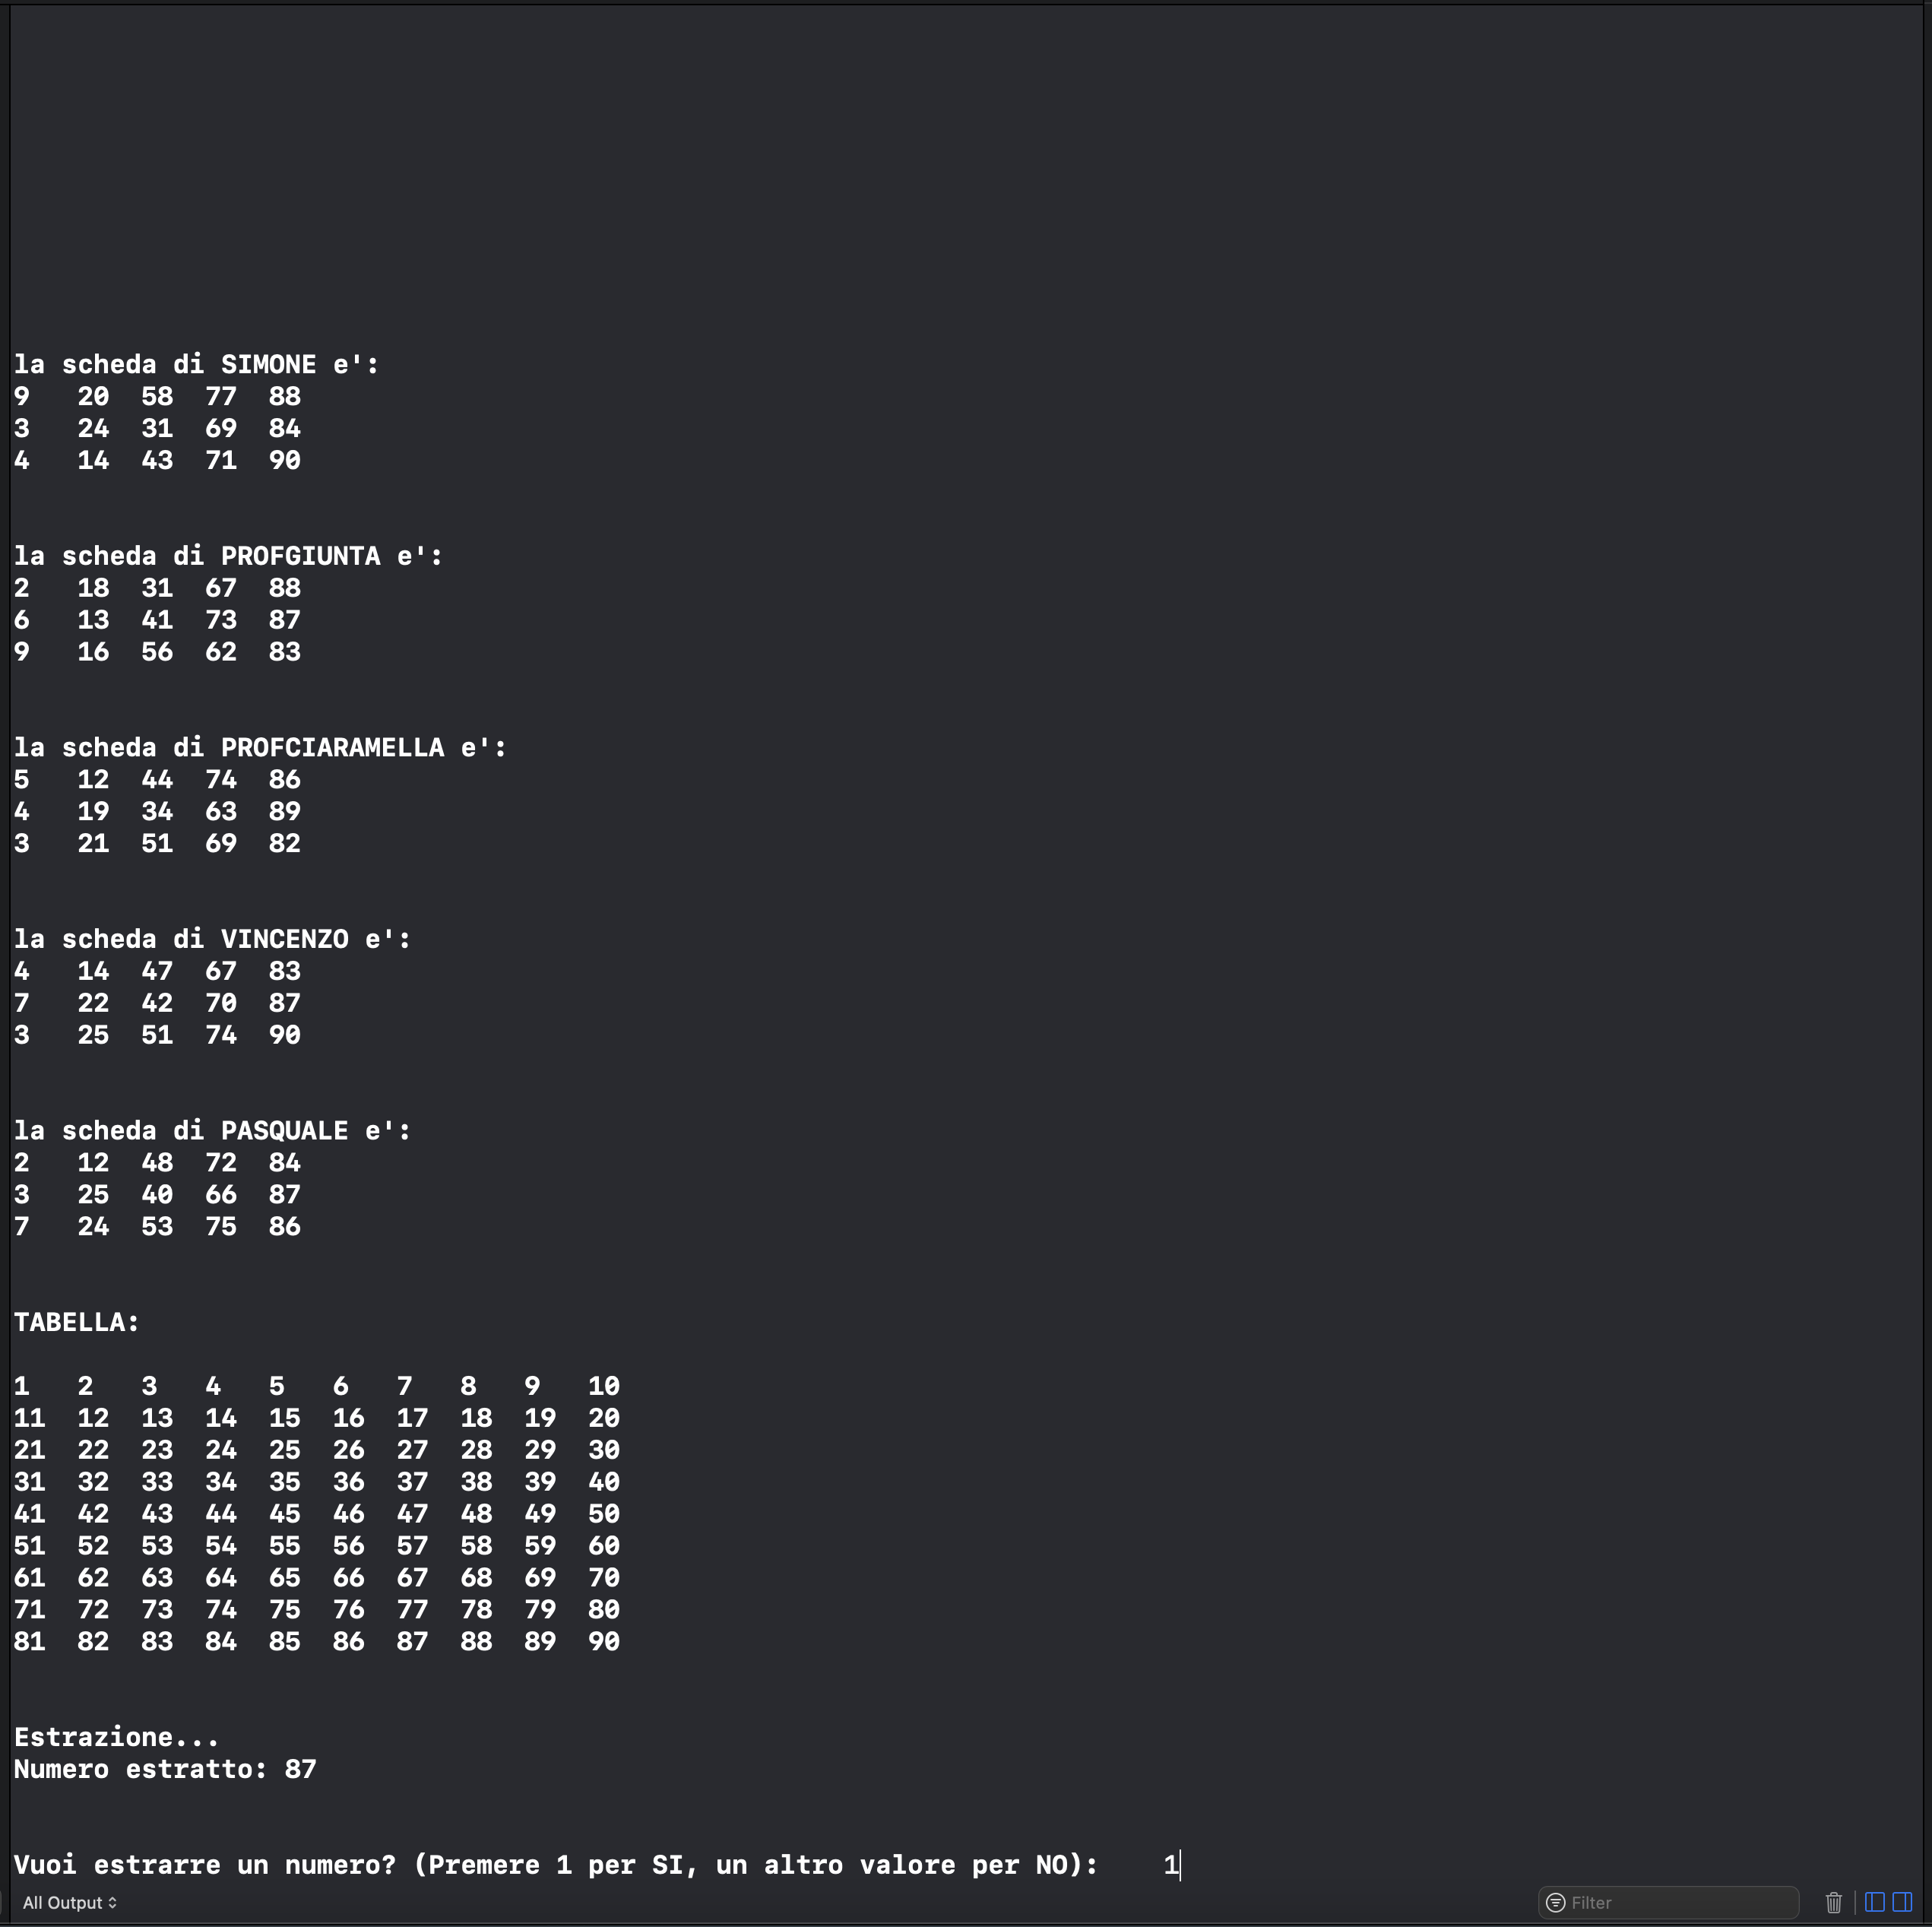 la scheda di SIMONE e':
9 20 58 77 88
3 24 31 69 84
4 14 43 71 90
la scheda di PROFGIUNTA e':
2 18 31 67 88
6 13 41 73 87
9 16 56 62 83
la scheda di PROFCIARAMELLA e':
5 12 44 74 86
4 19 34 63 89
3 21 51 69 82
la scheda di VINCENZO e':
4 14 47 67 83
7 22 42 70 87
3 25 51 74 90
la scheda di PASQUALE e':
2 12 48 72 84
3 25 40 66 87
7 24 53 75 86
TABELLA:
1 2 3 4 5 6 7 8 9 10
11 12 13 14 15 16 17 18 19 20
21 22 23 24 25 26 27 28 29 30
31 32 33 34 35 36 37 38 39 40
41 42 43 44 45 46 47 48 49 50
51 52 53 54 55 56 57 58 59 60
61 62 63 64 65 66 67 68 69 70
71 72 73 74 75 76 77 78 79 80
81 82 83 84 85 86 87 88 89 90
Estrazione...
Numero estratto: 87
Vuoi estrarre un numero? (Premere 1 per SI, un altro valore per NO): 1
All Output Filter